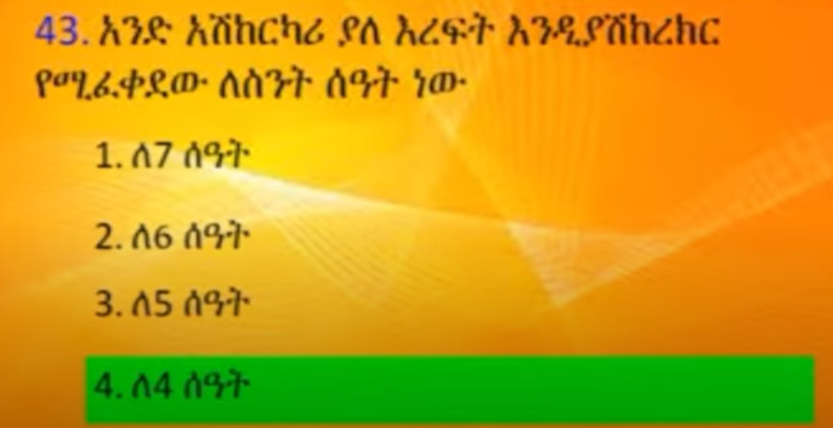 43. አንድ አሽከርካሪ ያለ እረፍት እንዲያሽከረክር
የሚፈቀደው ለስንት ሰዓት ነው
1. ለ7 ሰዓት
2. ለ6 ሰዓት
3. ለ5 ሰዓት
4. ለ4 ሰዓት